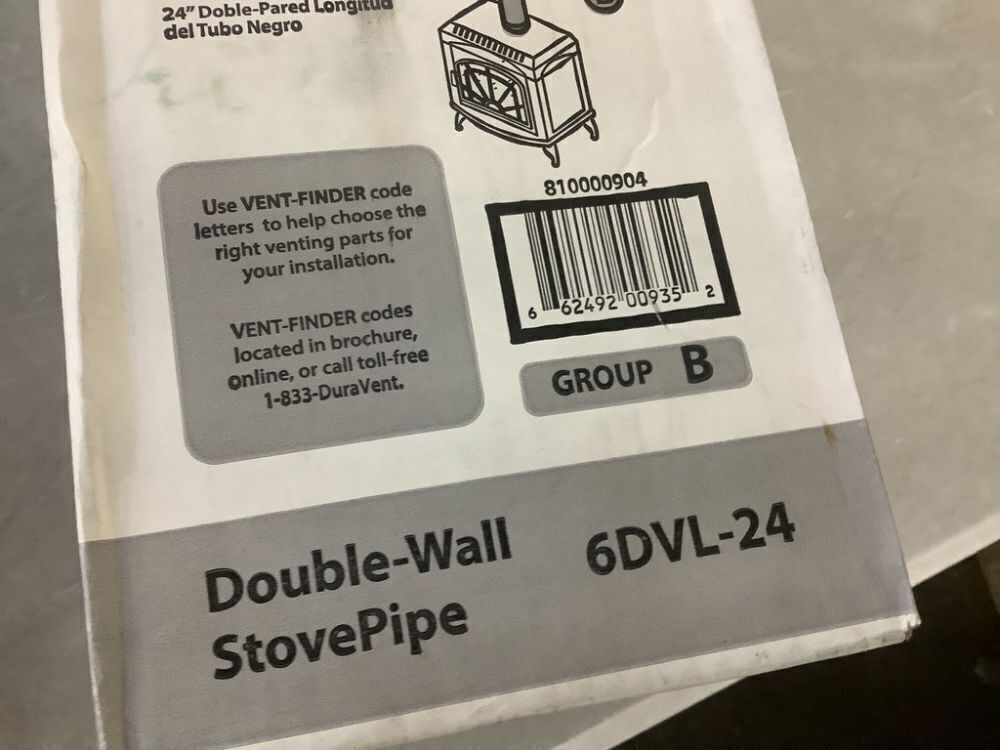 24" Doble-Pared Longitud
del Tubo Negro
Use VENT-FINDER code
letters to help choose the
right venting parts for
your installation.
VENT-FINDER codes
located in brochure,
online, or call toll-free
1-833-DuraVent.
810000904
6 62492 00935 2
GROUP B
Double-Wall
StovePipe
6DVL-24